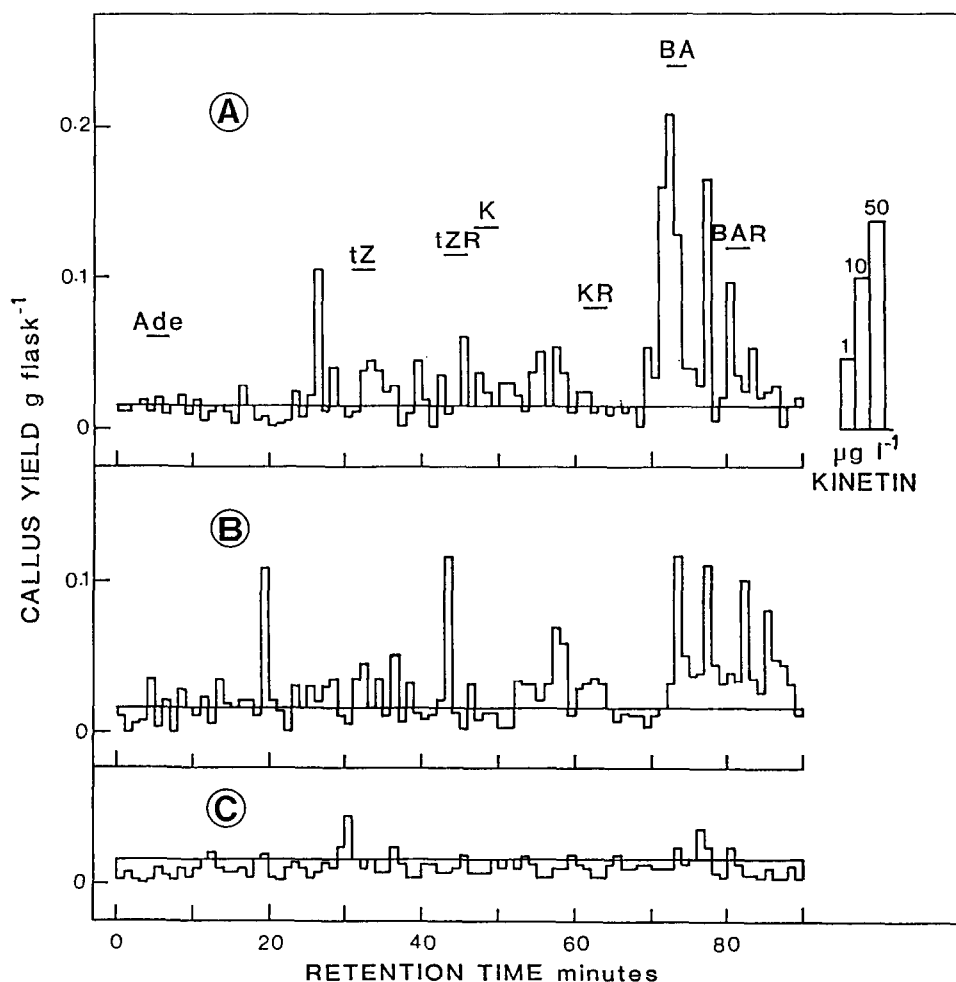 BA
A
0.2
50
K
tZR
BAR
tZ
10
KR
0.1
Ade
1
0
µg l⁻¹
KINETIN
CALLUS YIELD g flask⁻¹
B
0.1
0
C
0
0 20 40 60 80
RETENTION TIME minutes